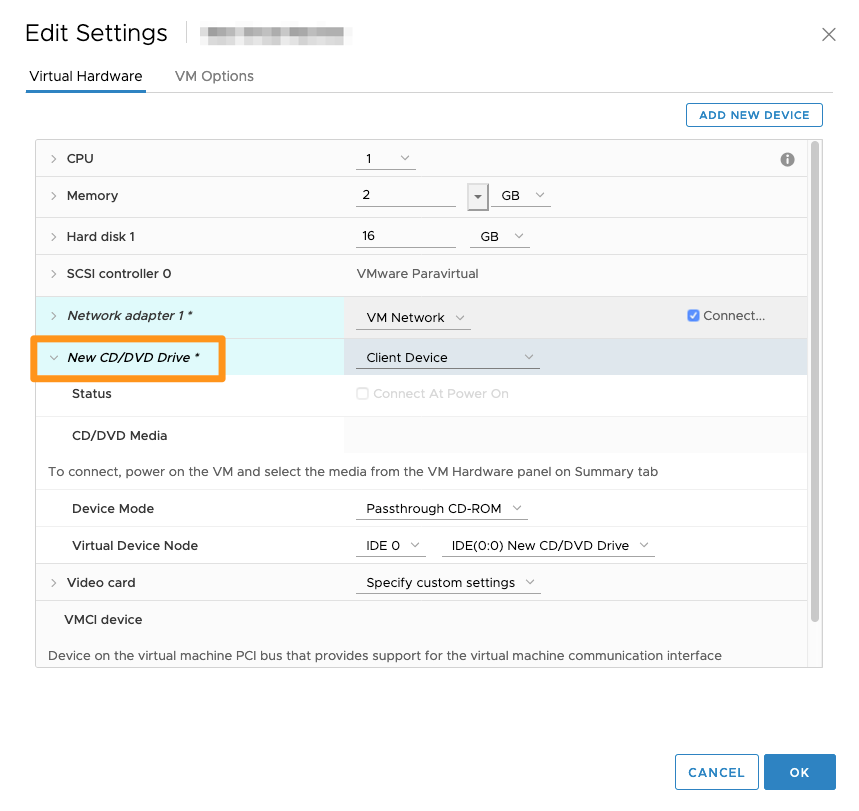 Edit Settings
Virtual Hardware VM Options
ADD NEW DEVICE
CPU 1
Memory 2 GB
Hard disk 1 16 GB
SCSI controller 0 VMware Paravirtual
Network adapter 1 * VM Network Connect...
New CD/DVD Drive * Client Device
Status Connect At Power On
CD/DVD Media
To connect, power on the VM and select the media from the VM Hardware panel on Summary tab
Device Mode Passthrough CD-ROM
Virtual Device Node IDE 0 IDE(0:0) New CD/DVD Drive
Video card Specify custom settings
VMCI device
Device on the virtual machine PCI bus that provides support for the virtual machine communication interface
CANCEL OK